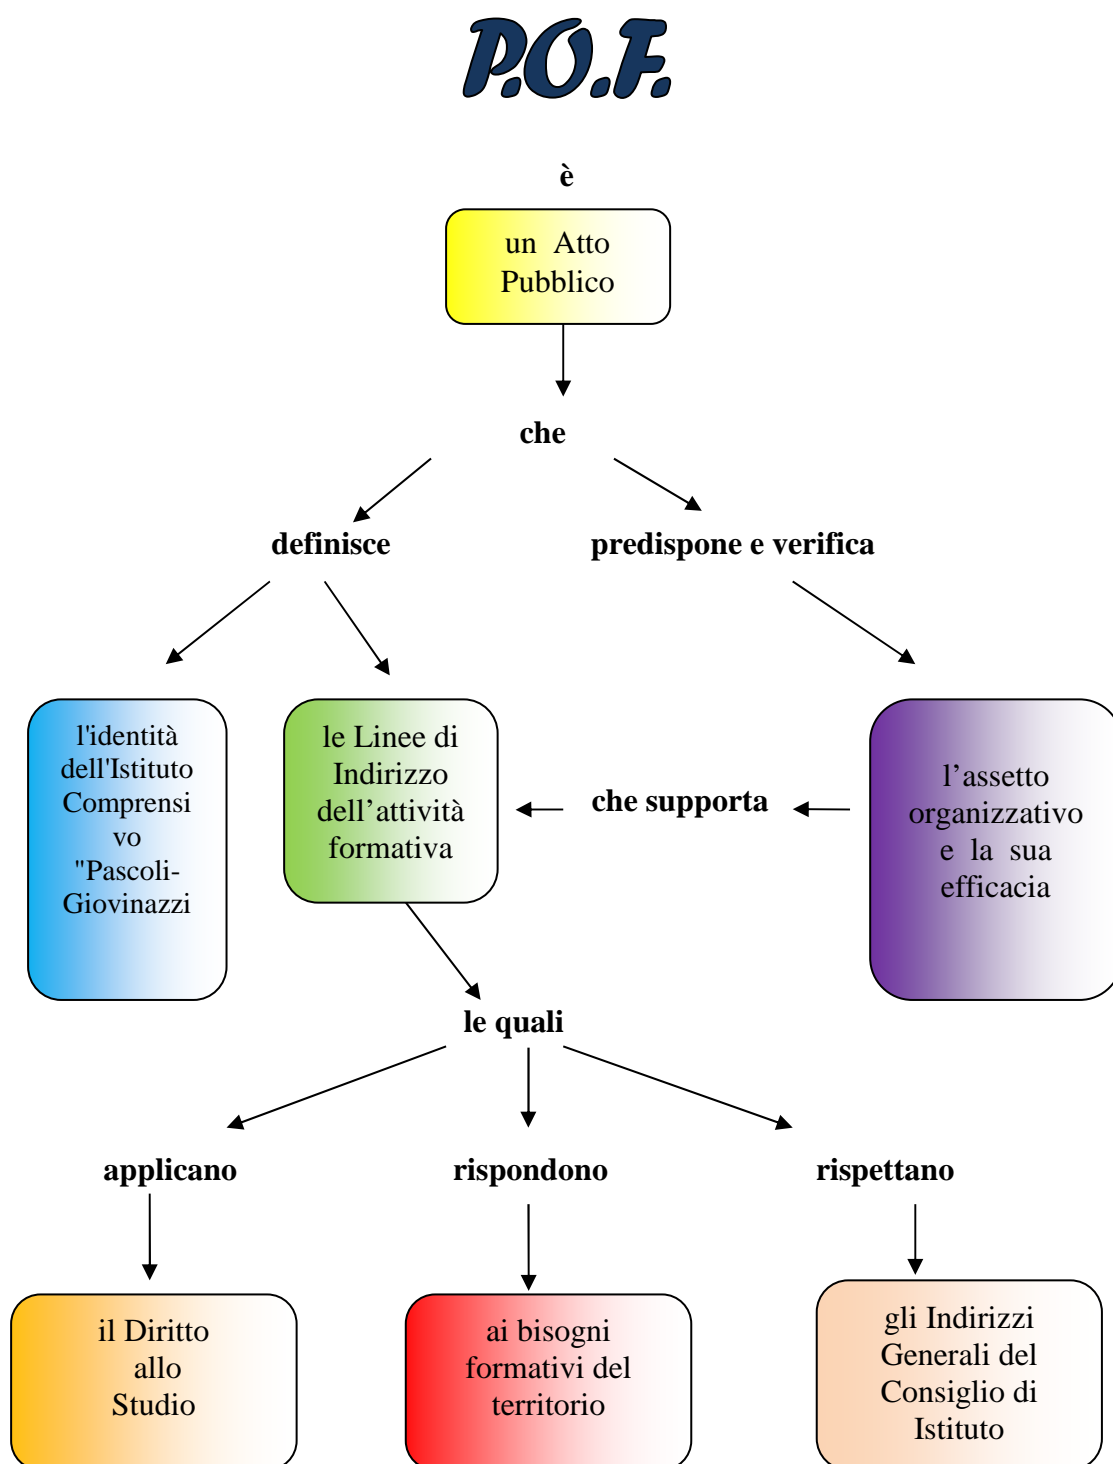 P.O.F.
è
un Atto
Pubblico
che
definisce
predispone e verifica
l'identità
dell'Istituto
Comprensi
vo
"Pascoli-
Giovinazzi
le Linee di
Indirizzo
dell’attività
formativa
che supporta
l’assetto
organizzativo
e la sua
efficacia
le quali
applicano
rispondono
rispettano
il Diritto
allo
Studio
ai bisogni
formativi del
territorio
gli Indirizzi
Generali del
Consiglio di
Istituto